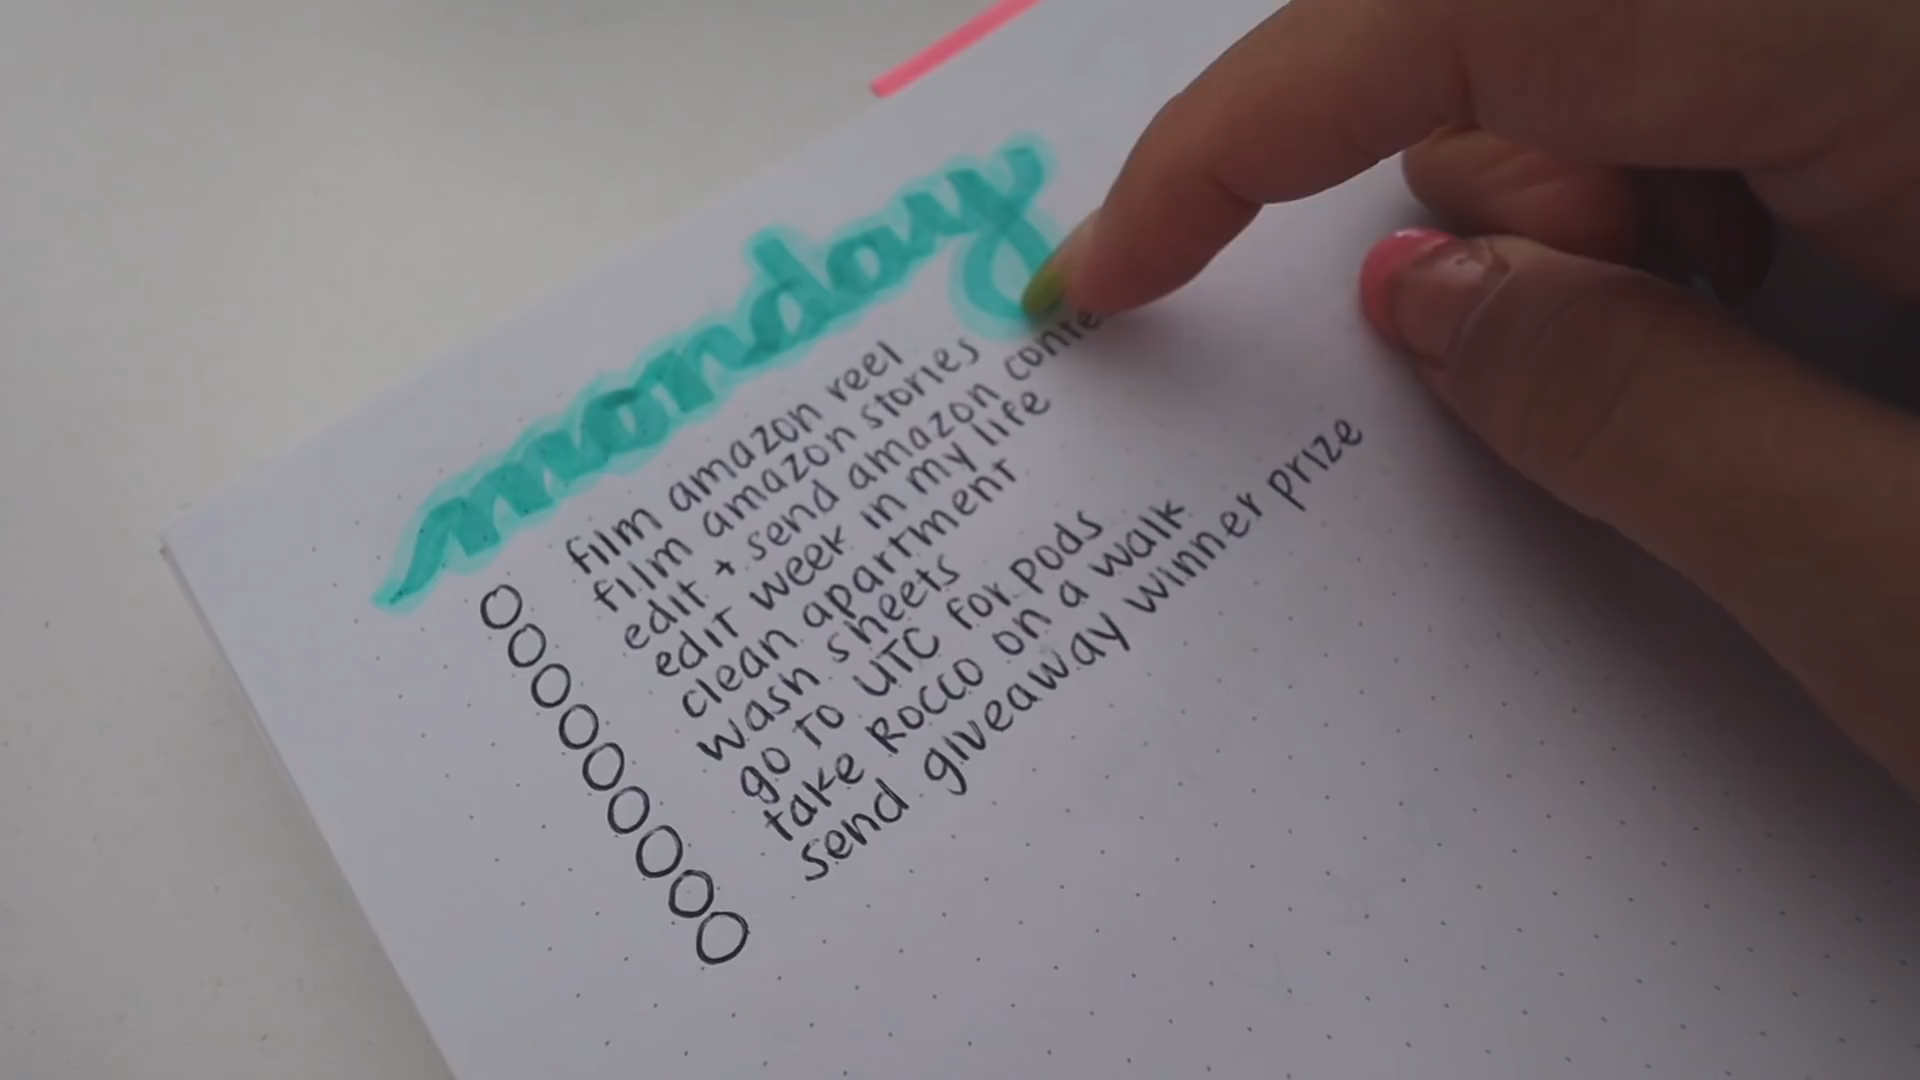 monday
film amazon reel
film amazon stories
edit + send amazon
edit week in my life
clean apartment
wash sheets
go to UTC for pods
take Rocco on a walk
send giveaway winner prize